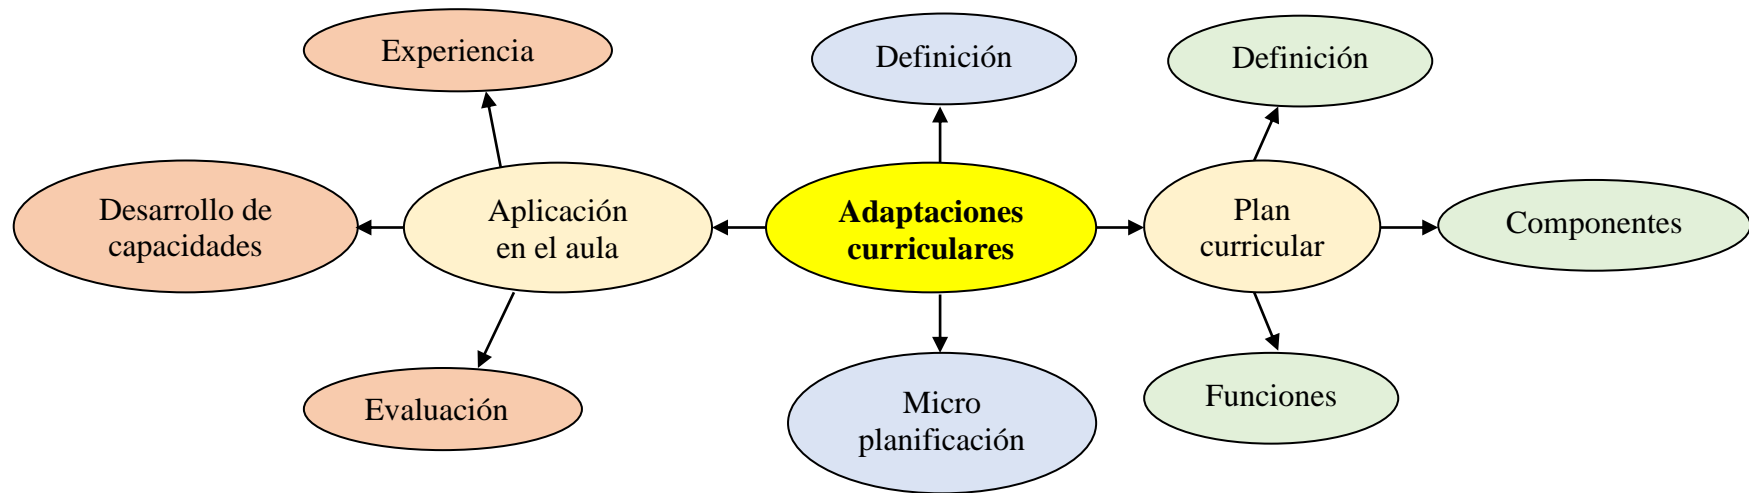 Experiencia
Definición
Definición
Desarrollo de
capacidades
Aplicación
en el aula
Adaptaciones
curriculares
Plan
curricular
Componentes
Evaluación
Micro
planificación
Funciones